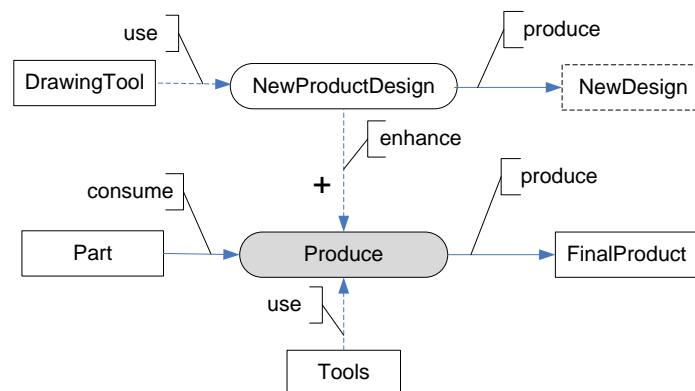 use
produce
DrawingTool
NewProductDesign
NewDesign
enhance
+
consume
produce
Part
Produce
FinalProduct
use
Tools